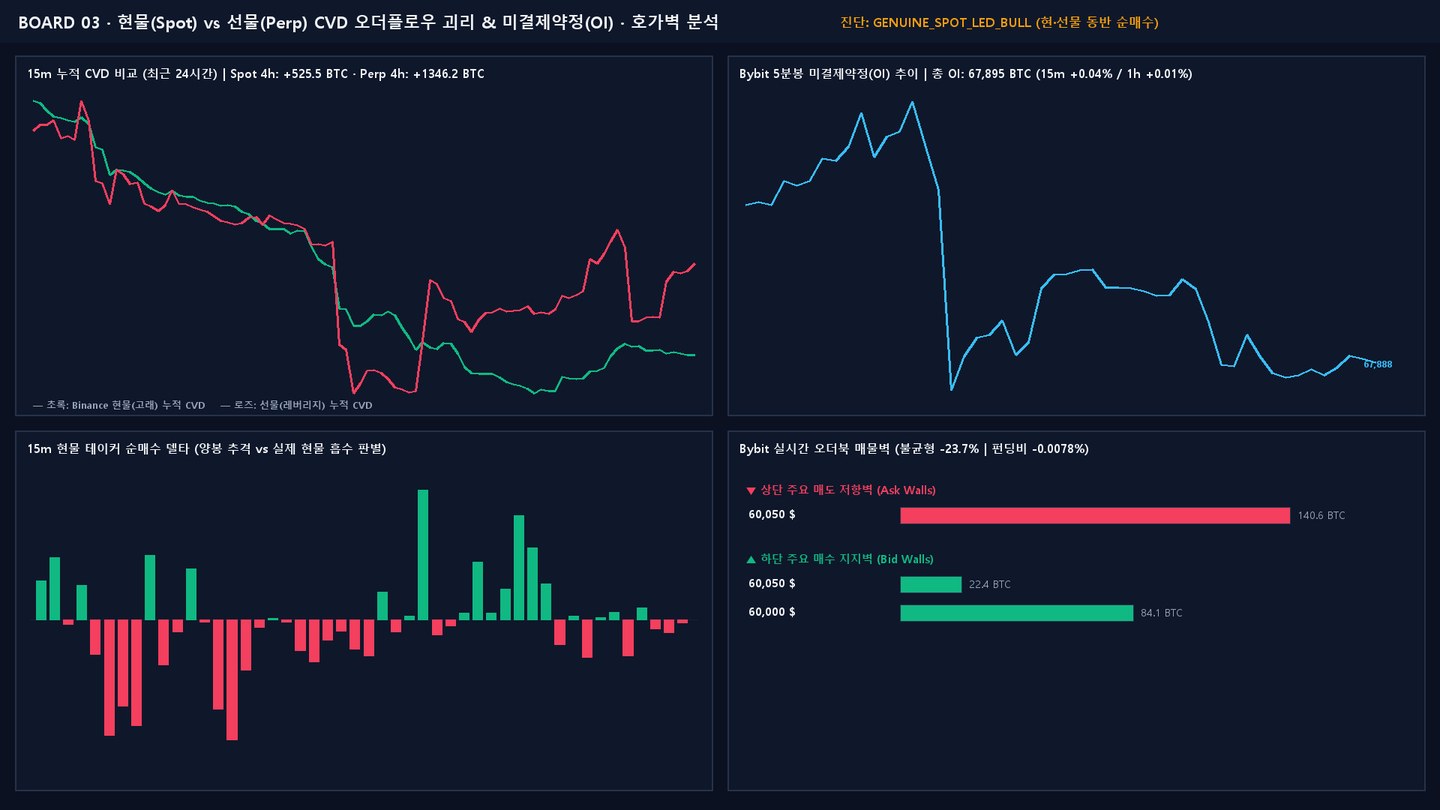 BOARD 03 · 현물(Spot) vs 선물(Perp) CVD 오더플로우 괴리 & 미결제약정(OI) · 호가벽 분석
진단: GENUINE_SPOT_LED_BULL (현·선물 동반 순매수)
15m 누적 CVD 비교 (최근 24시간) | Spot 4h: +525.5 BTC · Perp 4h: +1346.2 BTC
— 초록: Binance 현물(고래) 누적 CVD
— 로즈: 선물(레버리지) 누적 CVD
Bybit 5분봉 미결제약정(OI) 추이 | 총 OI: 67,895 BTC (15m +0.04% / 1h +0.01%)
67,888
15m 현물 테이커 순매수 델타 (양봉 추격 vs 실제 현물 흡수 판별)
Bybit 실시간 오더북 매물벽 (불균형 -23.7% | 펀딩비 -0.0078%)
▼ 상단 주요 매도 저항벽 (Ask Walls)
60,050 $
140.6 BTC
▲ 하단 주요 매수 지지벽 (Bid Walls)
60,050 $
22.4 BTC
60,000 $
84.1 BTC